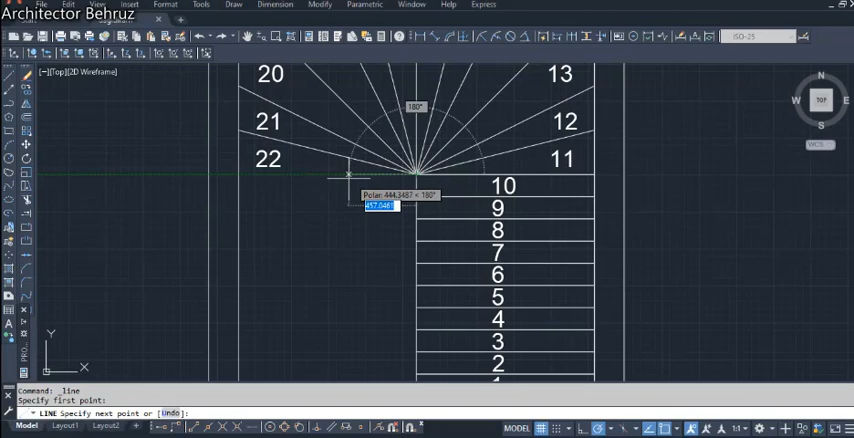 Insert Format Tools Draw Dimension Modify Parametric Window Help Express
Architector Behruz
ISO-25
[−][Top][2D Wireframe]
N
W TOP E
S
WCS
20
13
180°
21
12
22
11
10
Polar: 444.3487 < 180°
457.0461
9
8
7
6
5
4
3
2
Y
X
PRO...
Command: _line
Specify first point:
LINE Specify next point or [Undo]:
Model Layout1 Layout2 +
MODEL
1:1